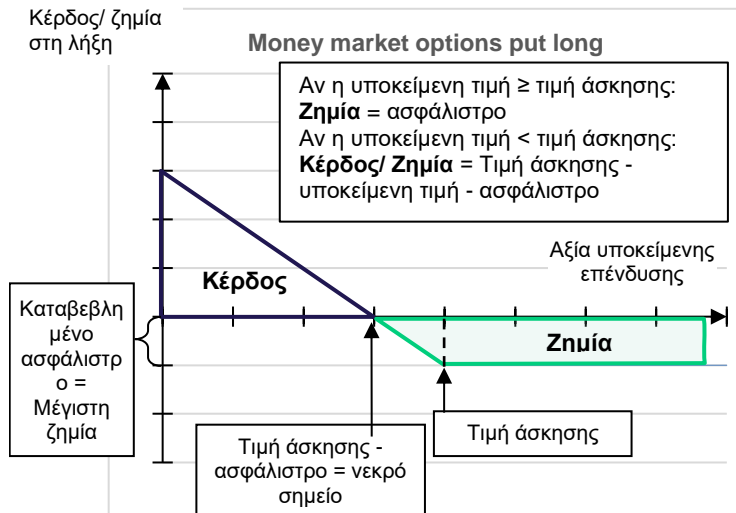 Κέρδος/ ζημία
στη λήξη
Money market options put long
Αν η υποκείμενη τιμή ≥ τιμή άσκησης:
Ζημία = ασφάλιστρο
Αν η υποκείμενη τιμή < τιμή άσκησης:
Κέρδος/ Ζημία = Τιμή άσκησης -
υποκείμενη τιμή - ασφάλιστρο
Αξία υποκείμενης
επένδυσης
Κέρδος
Καταβεβλη
μένο
ασφάλιστρ
ο =
Μέγιστη
ζημία
Ζημία
Τιμή άσκησης
Τιμή άσκησης -
ασφάλιστρο = νεκρό
σημείο